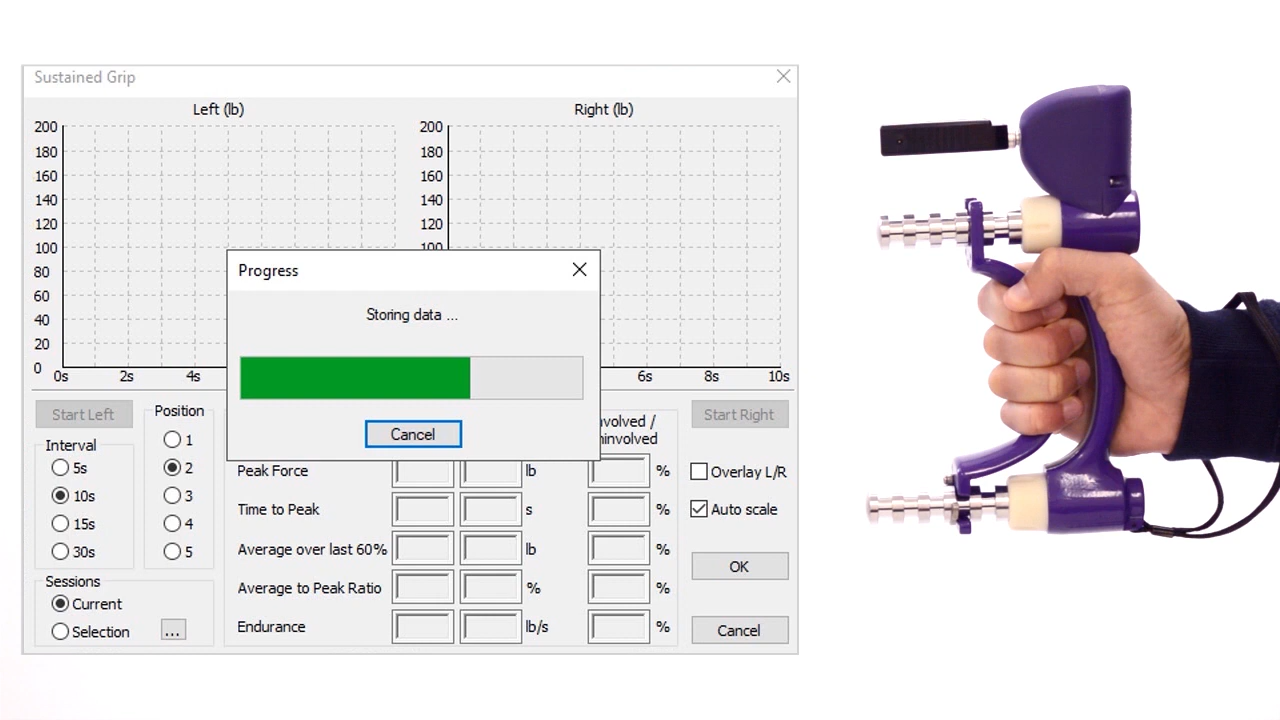 Sustained Grip
Left (lb)
Right (lb)
200
180
160
140
120
100
80
60
40
20
0
0s 2s 4s
200
180
160
140
120
100
6s 8s 10s
Progress
Storing data ...
Cancel
Start Left
Interval
5s
10s
15s
30s
Position
1
2
3
4
5
Sessions
Current
Selection
...
Peak Force lb %
Time to Peak s %
Average over last 60% lb %
Average to Peak Ratio % %
Endurance lb/s %
Start Right
Overlay L/R
Auto scale
OK
Cancel